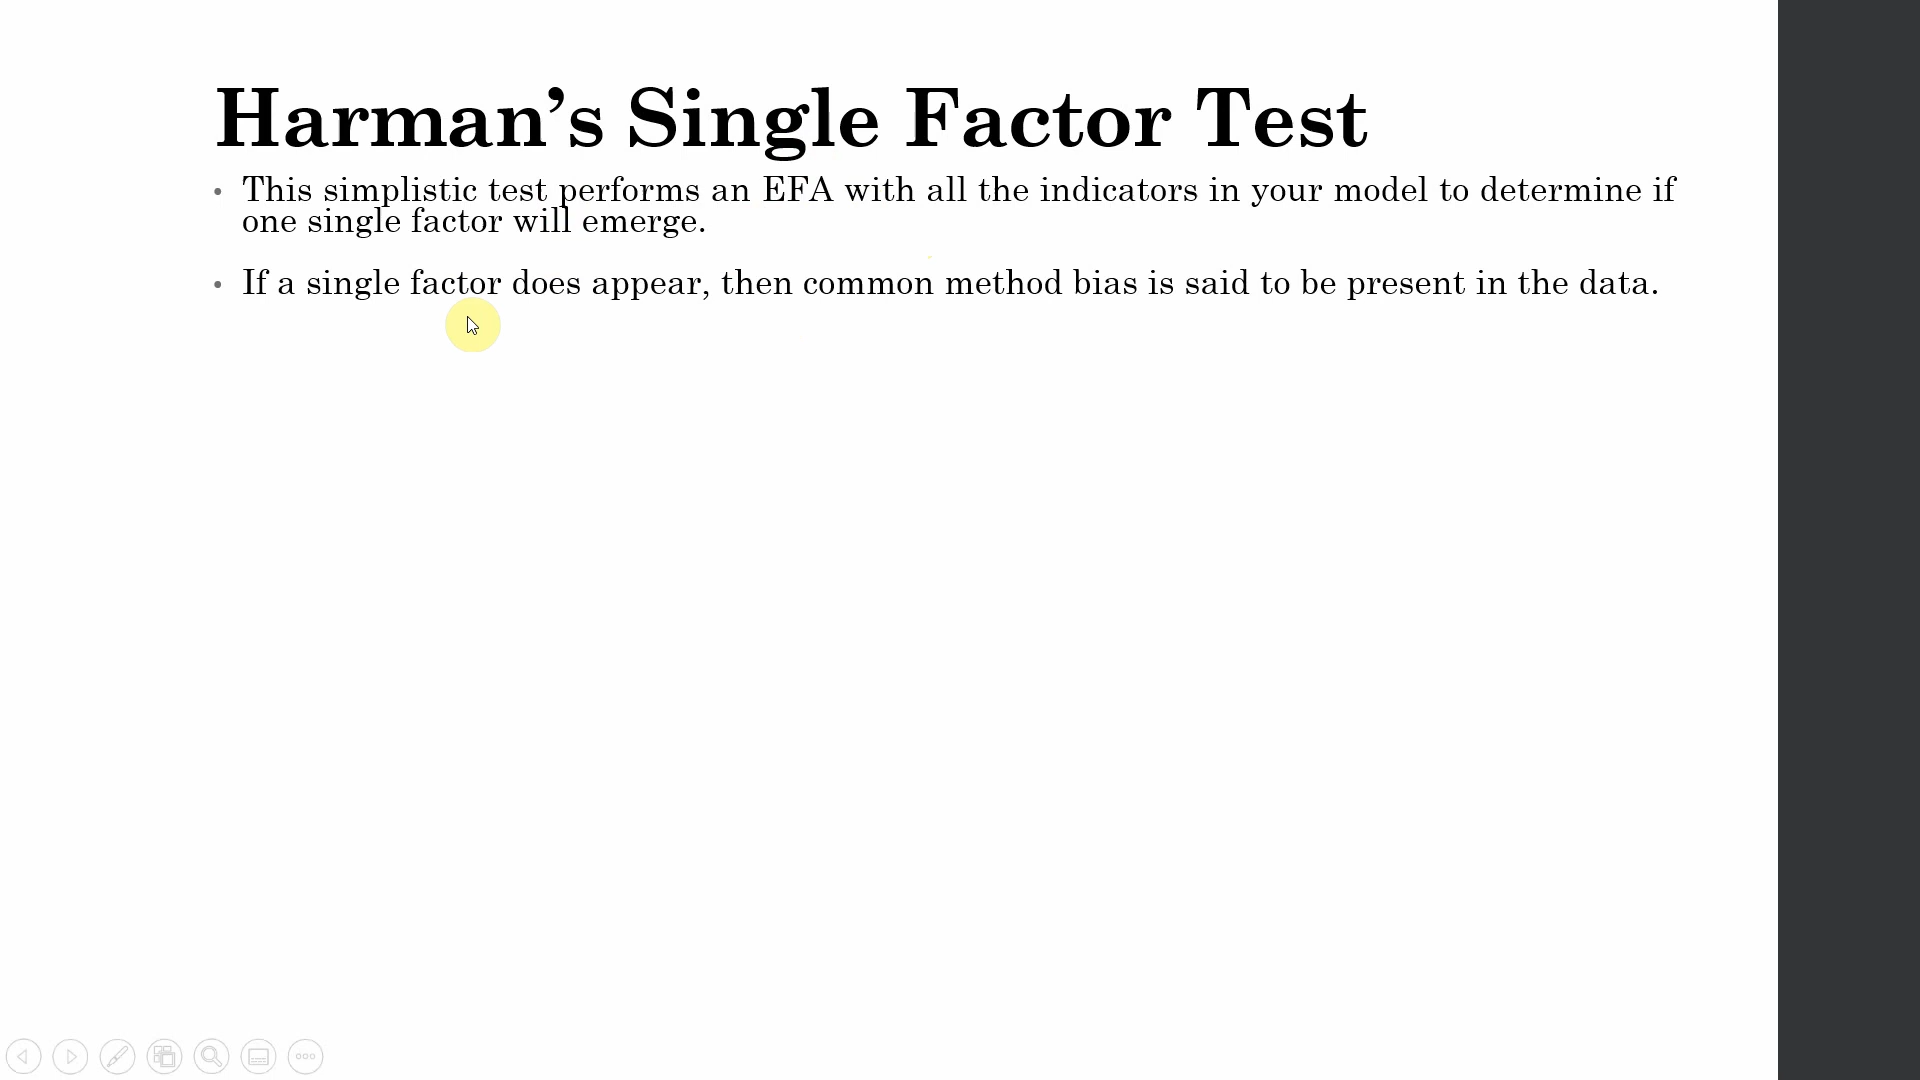 Harman’s Single Factor Test
• This simplistic test performs an EFA with all the indicators in your model to determine if
one single factor will emerge.
• If a single factor does appear, then common method bias is said to be present in the data.